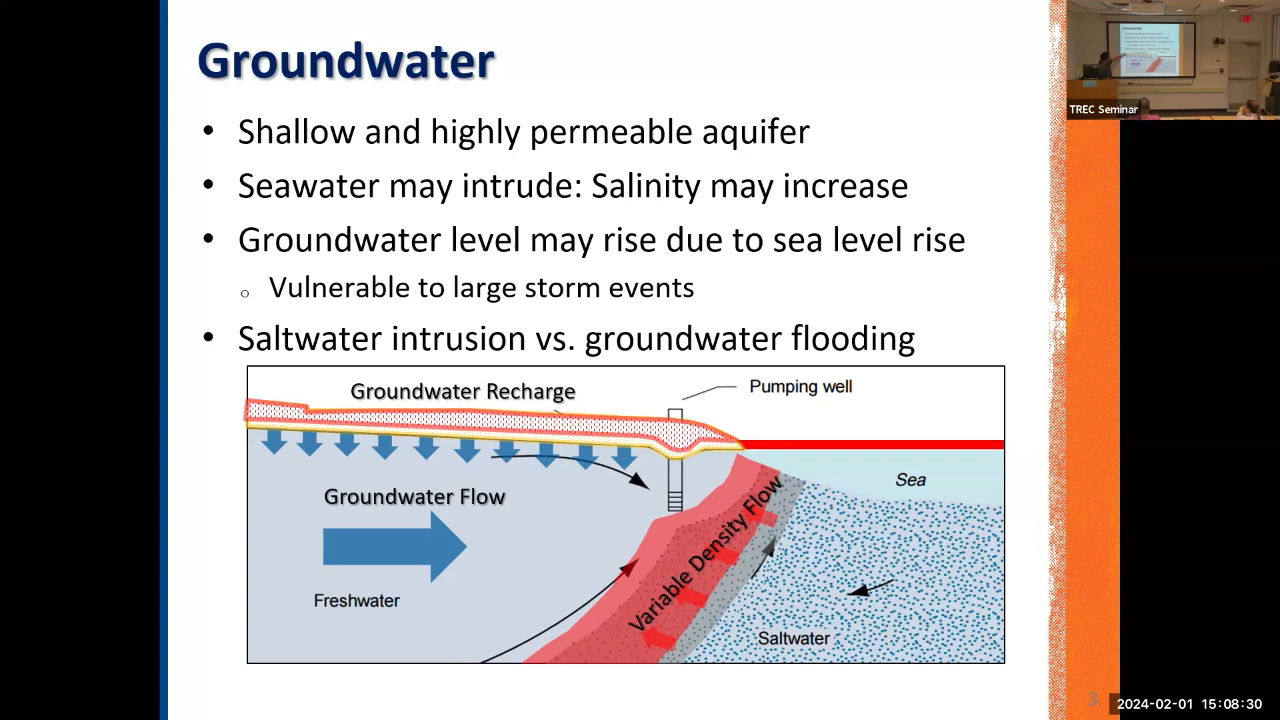 Groundwater
• Shallow and highly permeable aquifer
• Seawater may intrude: Salinity may increase
• Groundwater level may rise due to sea level rise
○ Vulnerable to large storm events
• Saltwater intrusion vs. groundwater flooding
Groundwater Recharge
Pumping well
Groundwater Flow
Sea
Variable Density Flow
Freshwater
Saltwater
TREC Seminar
3
2024-02-01 15:08:30